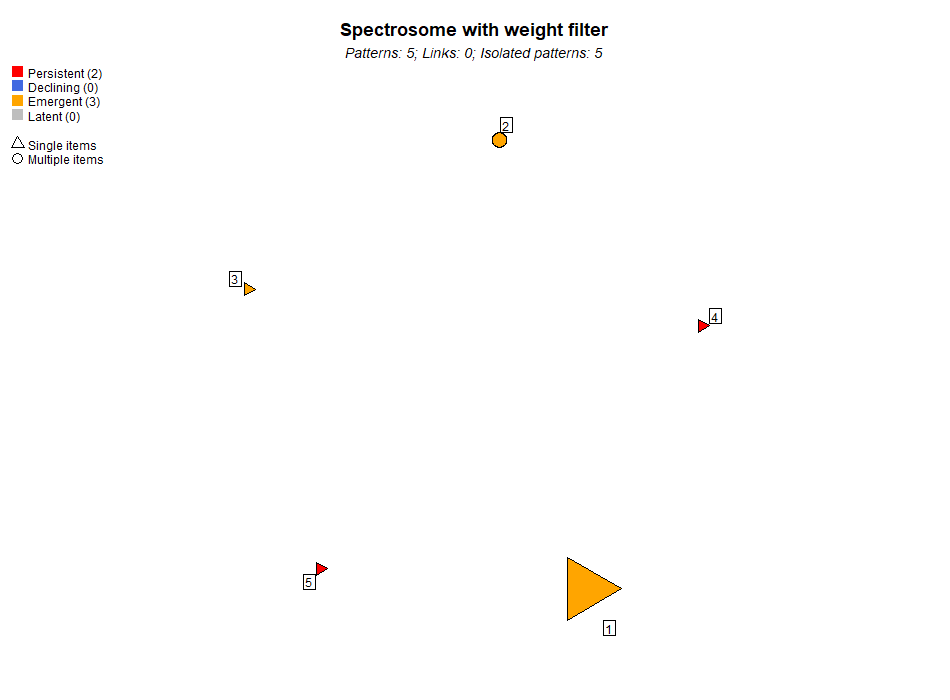 Spectrosome with weight filter
Patterns: 5; Links: 0; Isolated patterns: 5
Persistent (2)
Declining (0)
Emergent (3)
Latent (0)
Single items
Multiple items
2
3
4
5
1